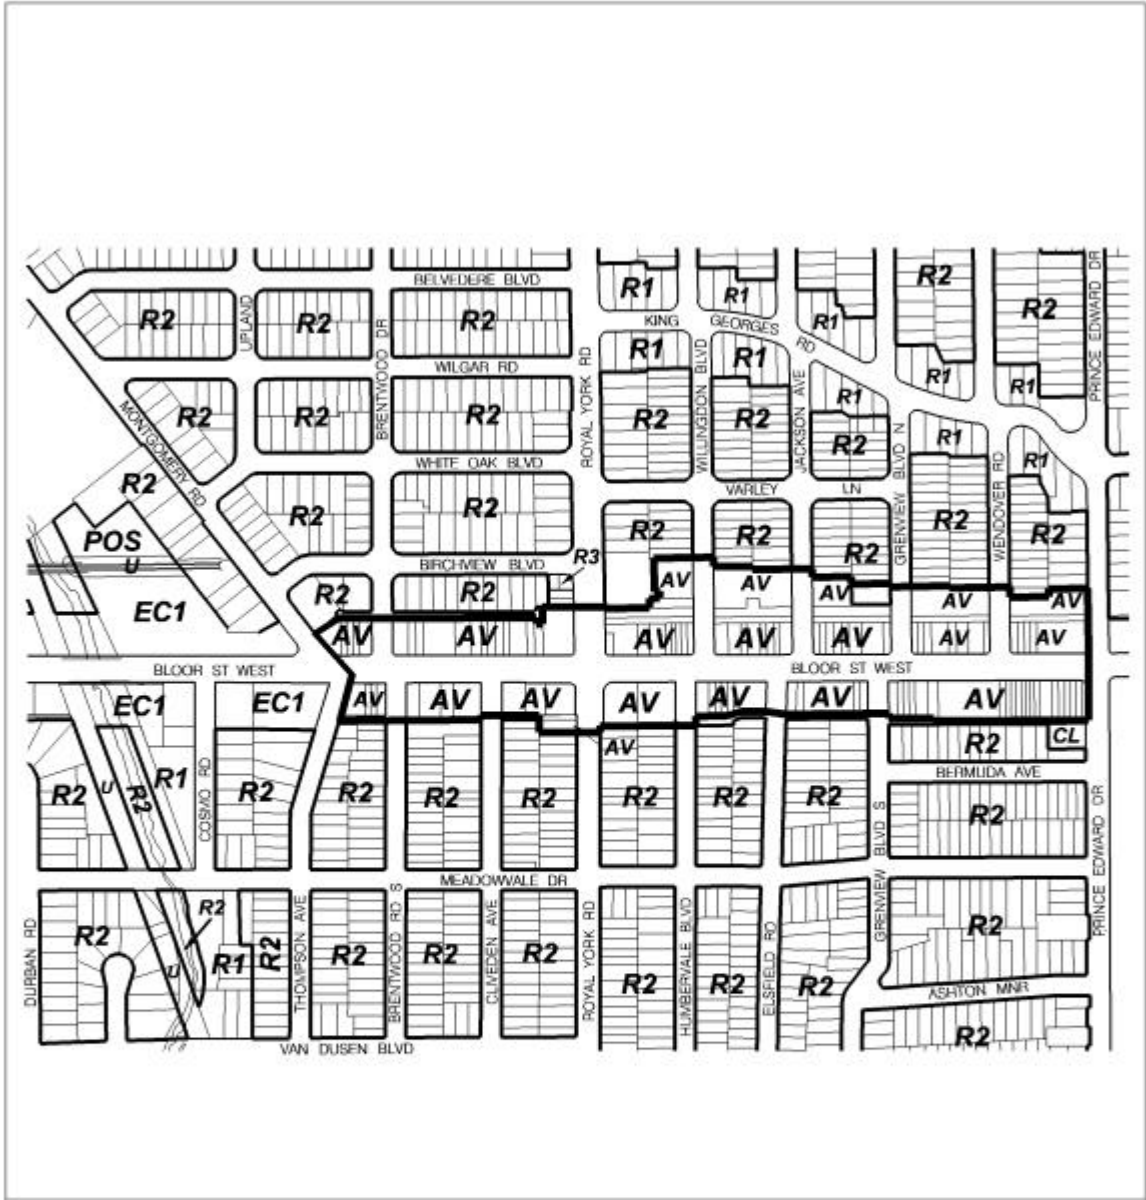 BELVEDERE BLVD
R1
R1
R2
R2
R2
R2
R2
UPLAND
BRENTWOOD DR
KING GEORGES RD
R1
PRINCE EDWARD DR
WILGAR RD
R1
R1
R1
R1
R2
R2
R2
ROYAL YORK RD
R2
WILLINGDON BLVD
R2
JACKSON AVE
R1
R2
MONTGOMERY RD
WHITE OAK BLVD
GRENVIEW BLVD N
R1
WENDOVER RD
R1
R2
R2
R2
VARLEY LN
POS
U
BIRCHVIEW BLVD
R3
R2
R2
R2
R2
R2
EC1
R2
R2
AV
AV
AV
AV
AV
AV
AV
AV
AV
AV
AV
AV
BLOOR ST WEST
BLOOR ST WEST
EC1
EC1
AV
AV
AV
AV
AV
AV
AV
AV
R2
CL
BERMUDA AVE
R2
U
R2
R1
COSMO RD
R2
R2
R2
R2
R2
R2
R2
GRENVIEW BLVD S
R2
PRINCE EDWARD DR
MEADOWVALE DR
DURBAN RD
R2
R2
U
R1
R2
THOMPSON AVE
R2
BRENTWOOD RD S
R2
CLIVEDEN AVE
R2
ROYAL YORK RD
R2
HUMBERVALE BLVD
R2
ELSFIELD RD
R2
R2
ASHTON MNR
R2
VAN DUSEN BLVD